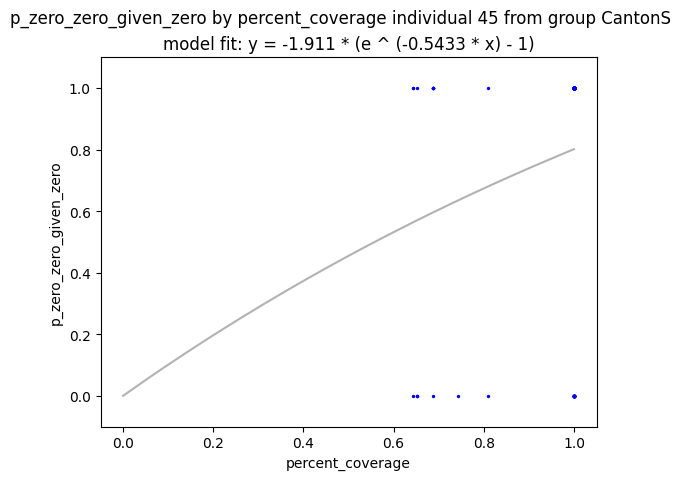 p_zero_zero_given_zero by percent_coverage individual 45 from group CantonS
model fit: y = -1.911 * (e ^ (-0.5433 * x) - 1)
1.0
0.8
0.6
0.4
0.2
0.0
p_zero_zero_given_zero
0.0 0.2 0.4 0.6 0.8 1.0
percent_coverage